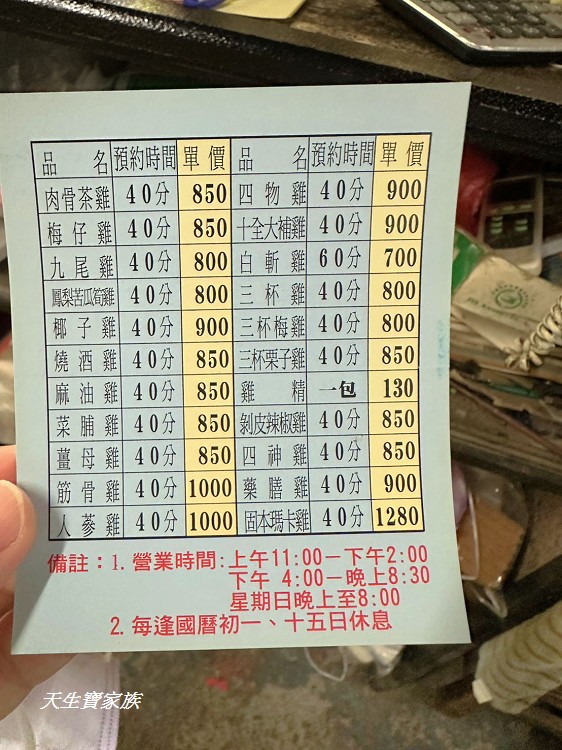 品名 預約時間 單價 品名 預約時間 單價
肉骨茶雞 40分 850 四物雞 40分 900
梅仔雞 40分 850 十全大補雞 40分 900
九尾雞 40分 800 白斬雞 60分 700
鳳梨苦瓜筍雞 40分 800 三杯雞 40分 800
椰子雞 40分 900 三杯梅雞 40分 800
燒酒雞 40分 850 三杯栗子雞 40分 850
麻油雞 40分 850 雞精 一包 130
菜脯雞 40分 850 剝皮辣椒雞 40分 850
薑母雞 40分 850 四神雞 40分 850
筋骨雞 40分 1000 藥膳雞 40分 900
人蔘雞 40分 1000 固本瑪卡雞 40分 1280
備註：1.營業時間:上午11:00－下午2:00
下午 4:00－晚上8:30
星期日晚上至8:00
2.每逢國曆初一、十五日休息
天生寶家族